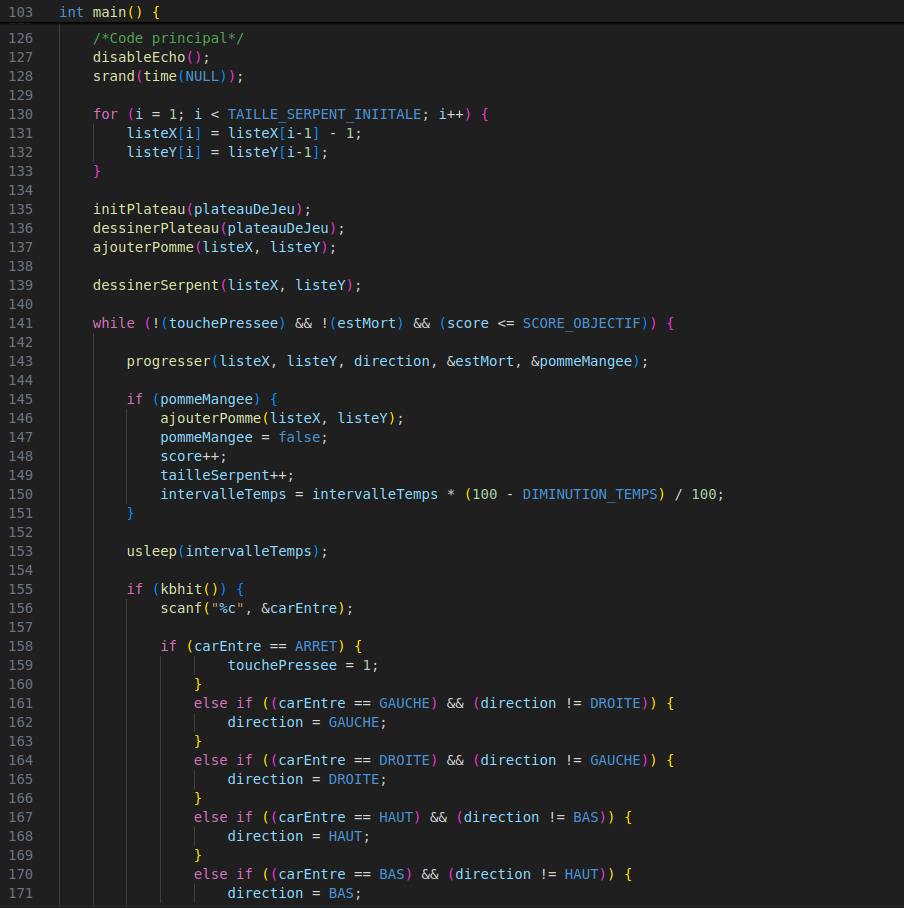 103 int main() {
126 /*Code principal*/
127 disableEcho();
128 srand(time(NULL));
129
130 for (i = 1; i < TAILLE_SERPENT_INIITALE; i++) {
131 listeX[i] = listeX[i-1] - 1;
132 listeY[i] = listeY[i-1];
133 }
134
135 initPlateau(plateauDeJeu);
136 dessinerPlateau(plateauDeJeu);
137 ajouterPomme(listeX, listeY);
138
139 dessinerSerpent(listeX, listeY);
140
141 while (!(touchePressee) && !(estMort) && (score <= SCORE_OBJECTIF)) {
142
143 progresser(listeX, listeY, direction, &estMort, &pommeMangee);
144
145 if (pommeMangee) {
146 ajouterPomme(listeX, listeY);
147 pommeMangee = false;
148 score++;
149 tailleSerpent++;
150 intervalleTemps = intervalleTemps * (100 - DIMINUTION_TEMPS) / 100;
151 }
152
153 usleep(intervalleTemps);
154
155 if (kbhit()) {
156 scanf("%c", &carEntre);
157
158 if (carEntre == ARRET) {
159 touchePressee = 1;
160 }
161 else if ((carEntre == GAUCHE) && (direction != DROITE)) {
162 direction = GAUCHE;
163 }
164 else if ((carEntre == DROITE) && (direction != GAUCHE)) {
165 direction = DROITE;
166 }
167 else if ((carEntre == HAUT) && (direction != BAS)) {
168 direction = HAUT;
169 }
170 else if ((carEntre == BAS) && (direction != HAUT)) {
171 direction = BAS;